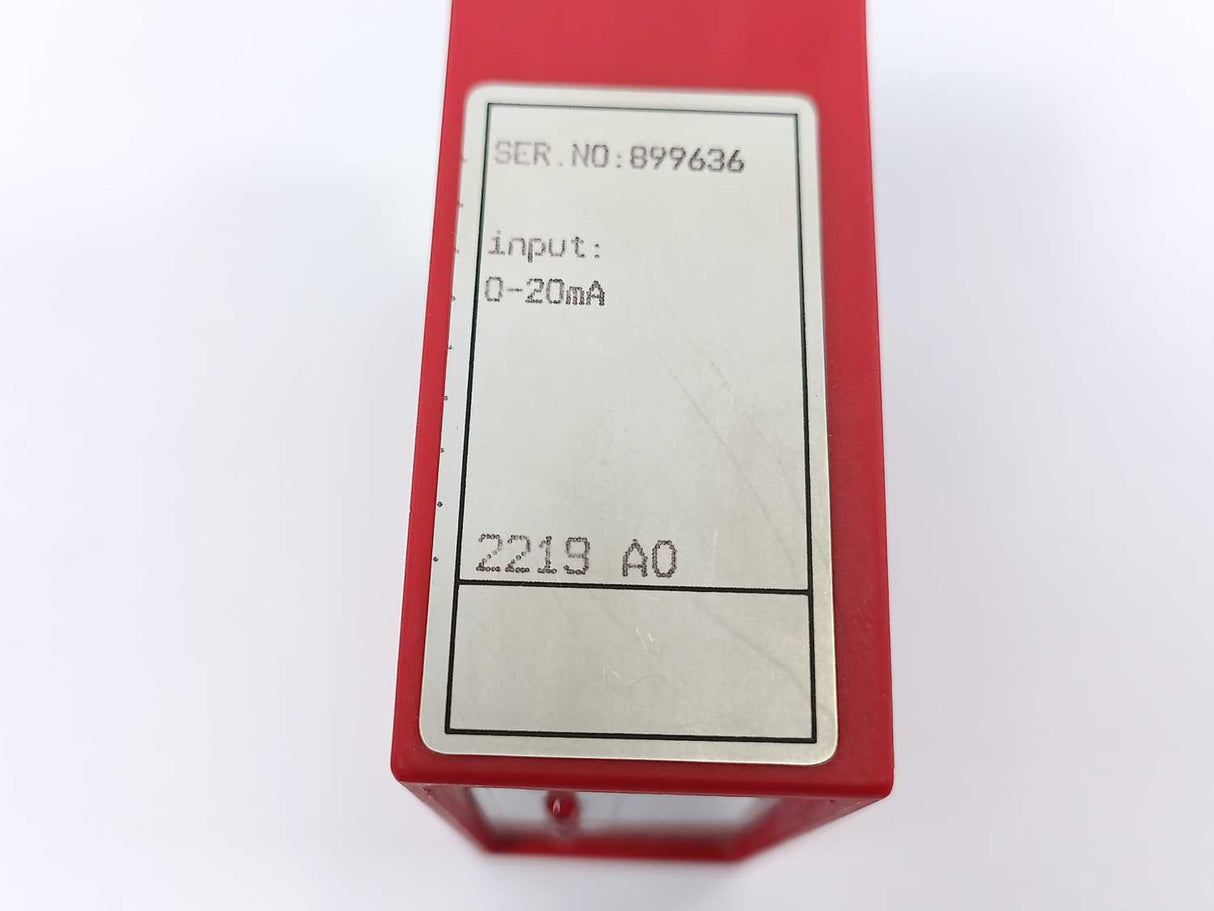 SER.NO:899636
input:
0-20mA
2219 A0